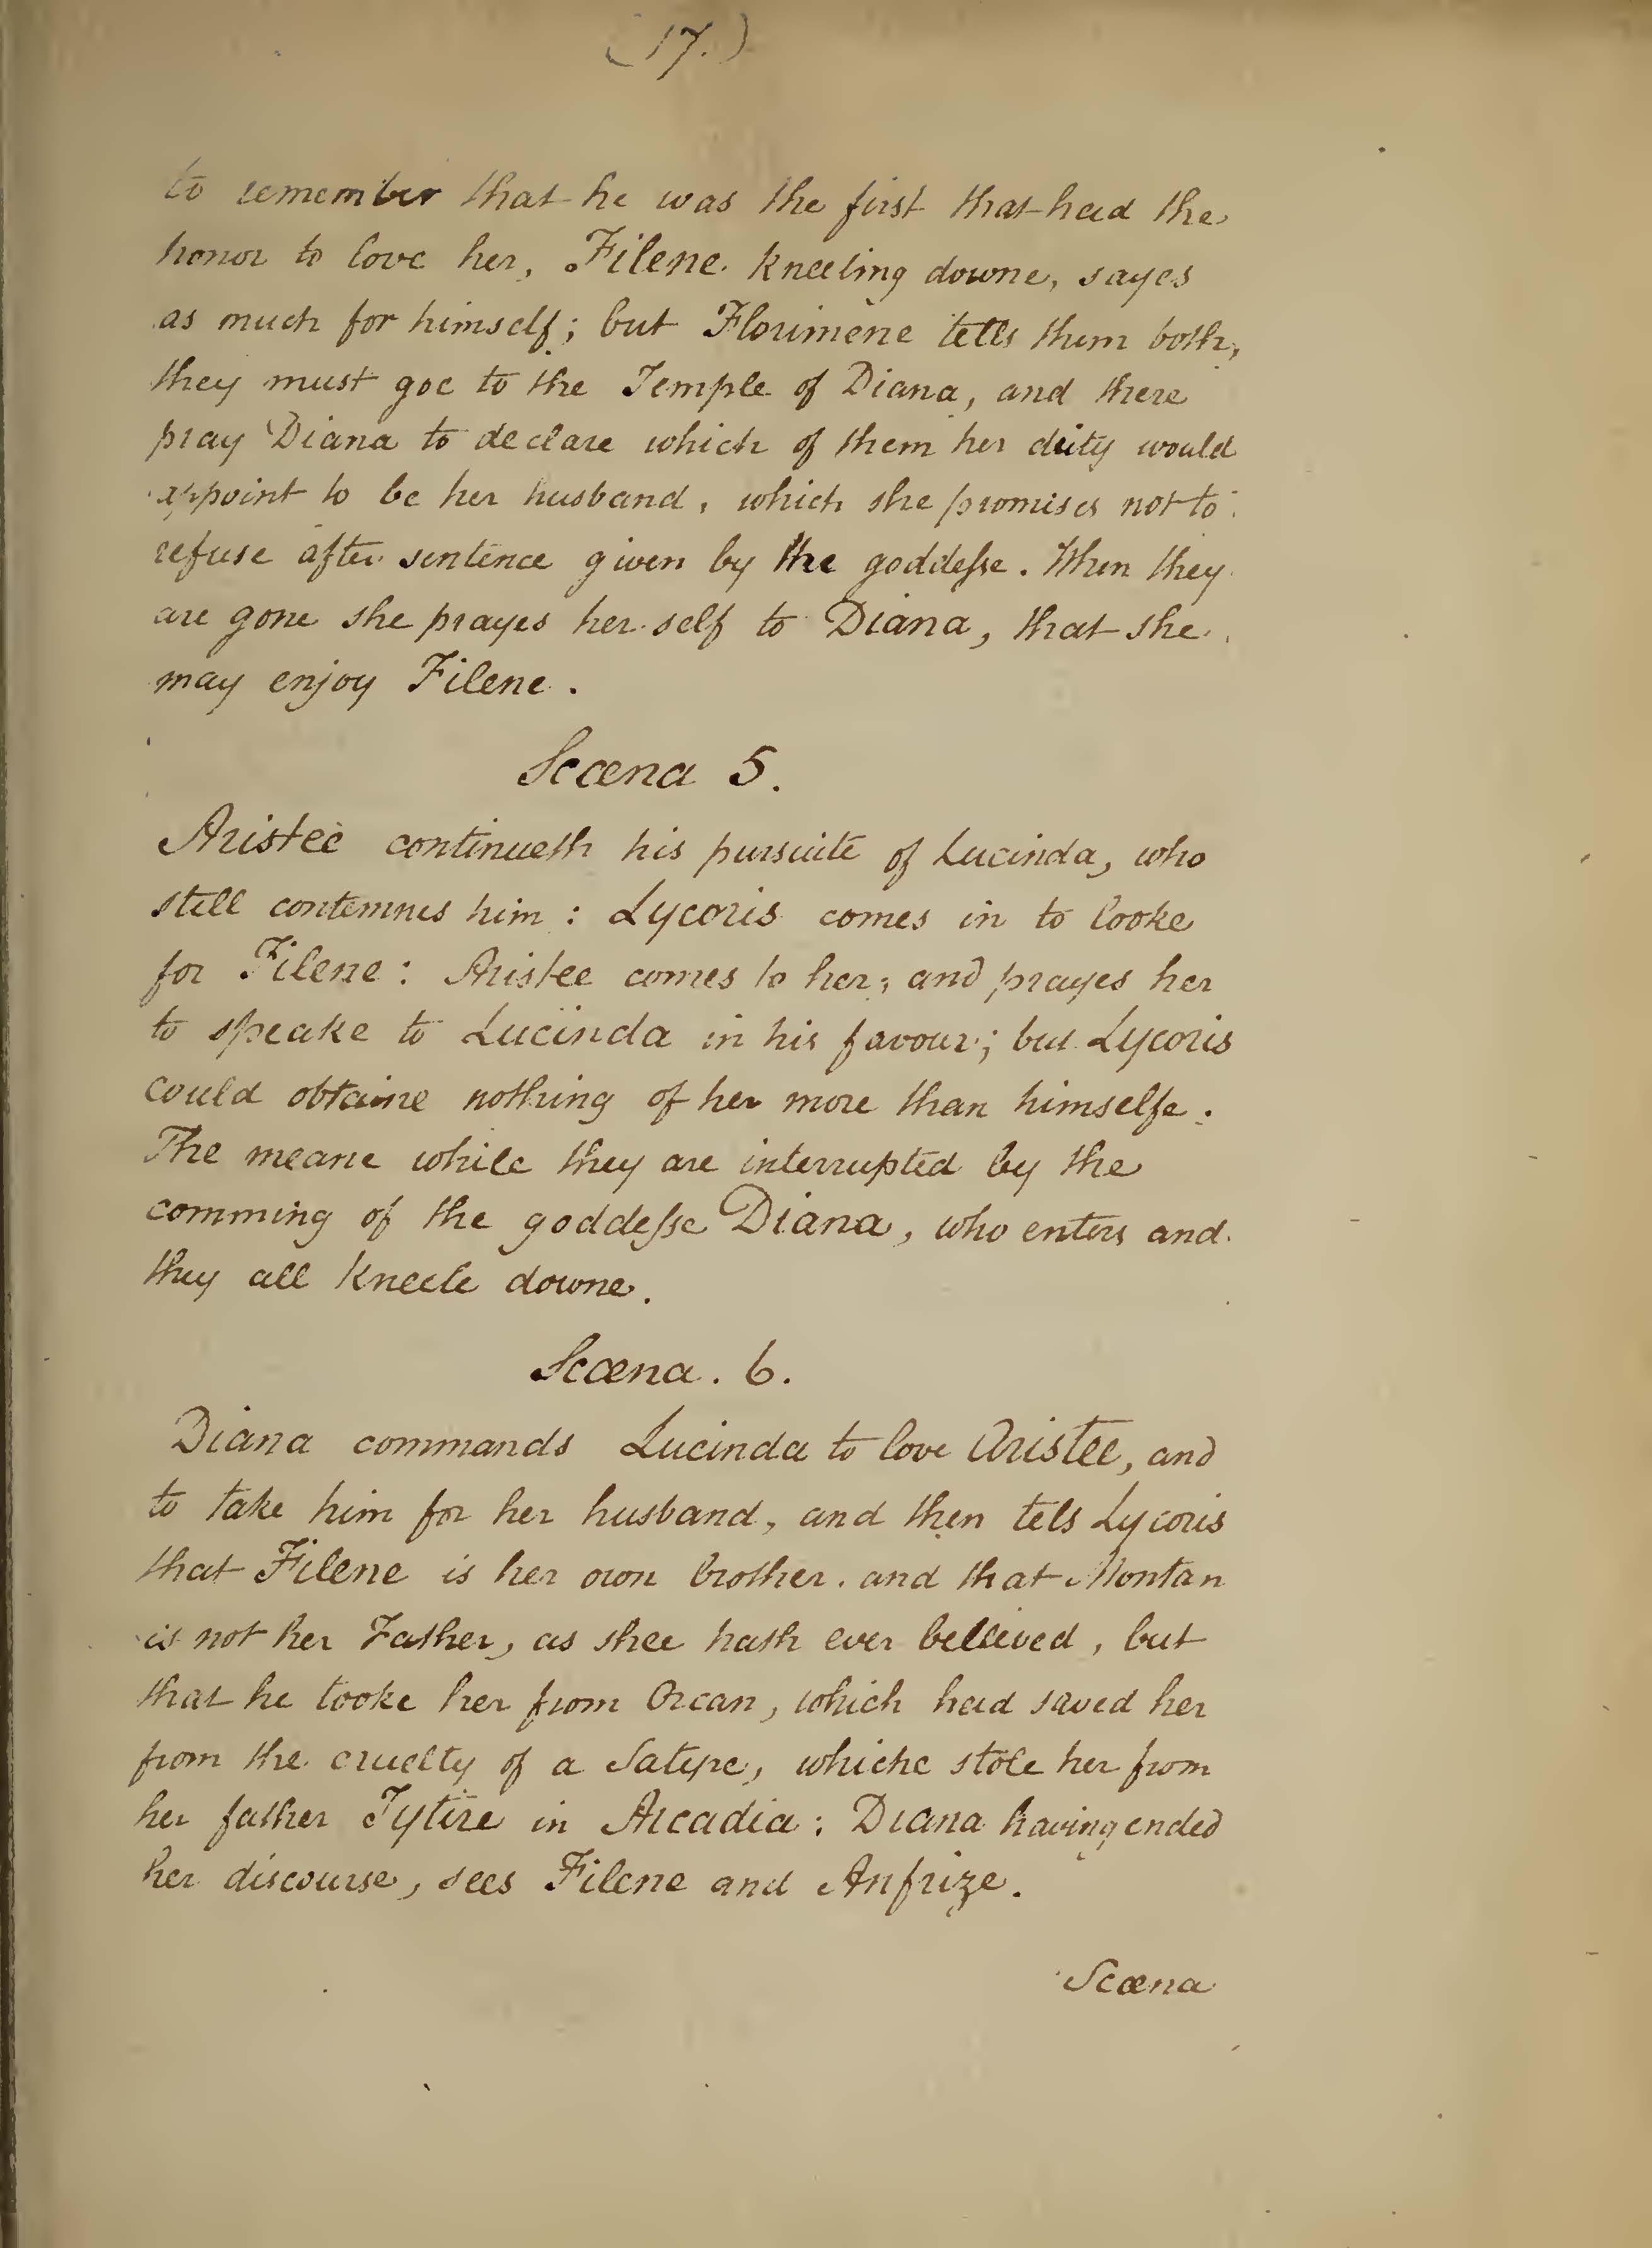 (17.)
to remember that he was the first that had the
honor to love her, Filene kneeling downe, sayes
as much for himself; but Florimene tells them both,
they must goe to the Temple of Diana, and there
pray Diana to declare which of them her deity would
appoint to be her husband, which she promises not to
refuse after sentence given by the goddesse. When they
are gone she prayes her self to Diana, that she
may enjoy Filene.
Scœna 5.
Aristee continueth his pursuite of Lucinda, who
still contemnes him: Lycoris comes in to looke
for Filene: Aristee comes to her, and prayes her
to speake to Lucinda in his favour; but Lycoris
could obtaine nothing of her more than himselfe.
The meane while they are interrupted by the
comming of the goddesse Diana, who enters and
they all kneele downe.
Scœna. 6.
Diana commands Lucinda to love Aristee, and
to take him for her husband, and then tels Lycoris
that Filene is her own brother. and that Montan
is not her Father, as shee hath ever believed, but
that he tooke her from Orcan, which had saved her
from the cruelty of a Satyre, whiche stole her from
her father Tytire in Arcadia: Diana having ended
her discourse, sees Filene and Anfrize.
Scœna